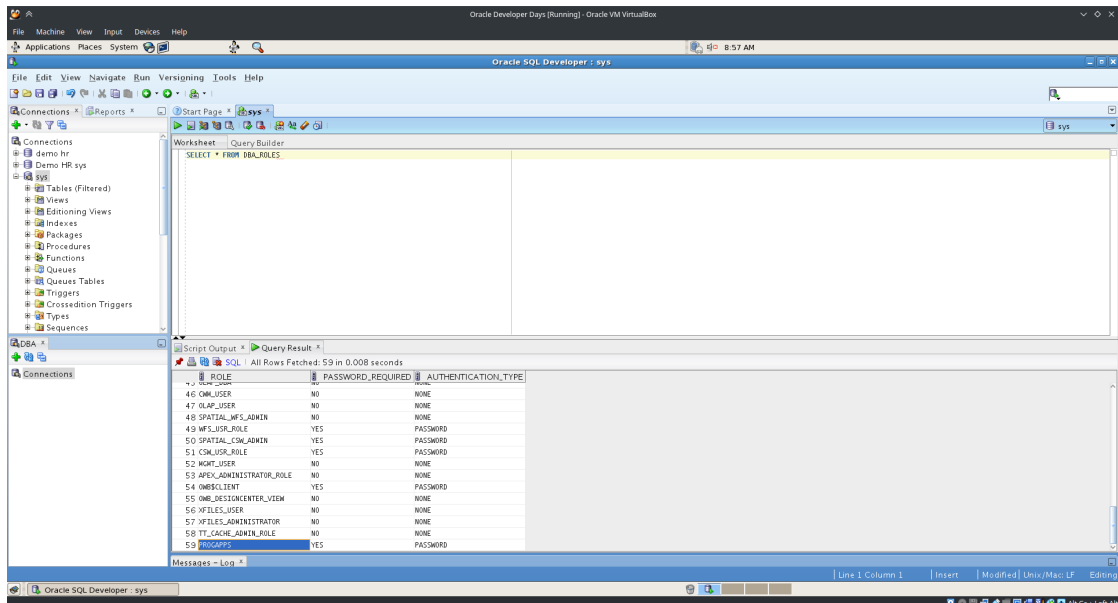 Oracle Developer Days [Running] - Oracle VM VirtualBox
File Machine View Input Devices Help
Applications Places System 8:57 AM
Oracle SQL Developer : sys
File Edit View Navigate Run Versioning Tools Help
Connections Reports Start Page sys
sys
Connections
demo hr
Demo HR sys
sys
Tables (Filtered)
Views
Editioning Views
Indexes
Packages
Procedures
Functions
Queues
Queues Tables
Triggers
Crossedition Triggers
Types
Sequences
DBA
Connections
Worksheet Query Builder
SELECT * FROM DBA_ROLES
Script Output Query Result
SQL All Rows Fetched: 59 in 0.008 seconds
ROLE PASSWORD_REQUIRED AUTHENTICATION_TYPE
46 CWM_USER NO NONE
47 OLAP_USER NO NONE
48 SPATIAL_WFS_ADMIN NO NONE
49 WFS_USR_ROLE YES PASSWORD
50 SPATIAL_CSW_ADMIN YES PASSWORD
51 CSW_USR_ROLE YES PASSWORD
52 MGMT_USER NO NONE
53 APEX_ADMINISTRATOR_ROLE NO NONE
54 OWB$CLIENT YES PASSWORD
55 OWB_DESIGNCENTER_VIEW NO NONE
56 XFILES_USER NO NONE
57 XFILES_ADMINISTRATOR NO NONE
58 TT_CACHE_ADMIN_ROLE NO NONE
59 PROGAPPS YES PASSWORD
Messages - Log
Line 1 Column 1 Insert Modified Unix/Mac: LF Editing
Oracle SQL Developer : sys